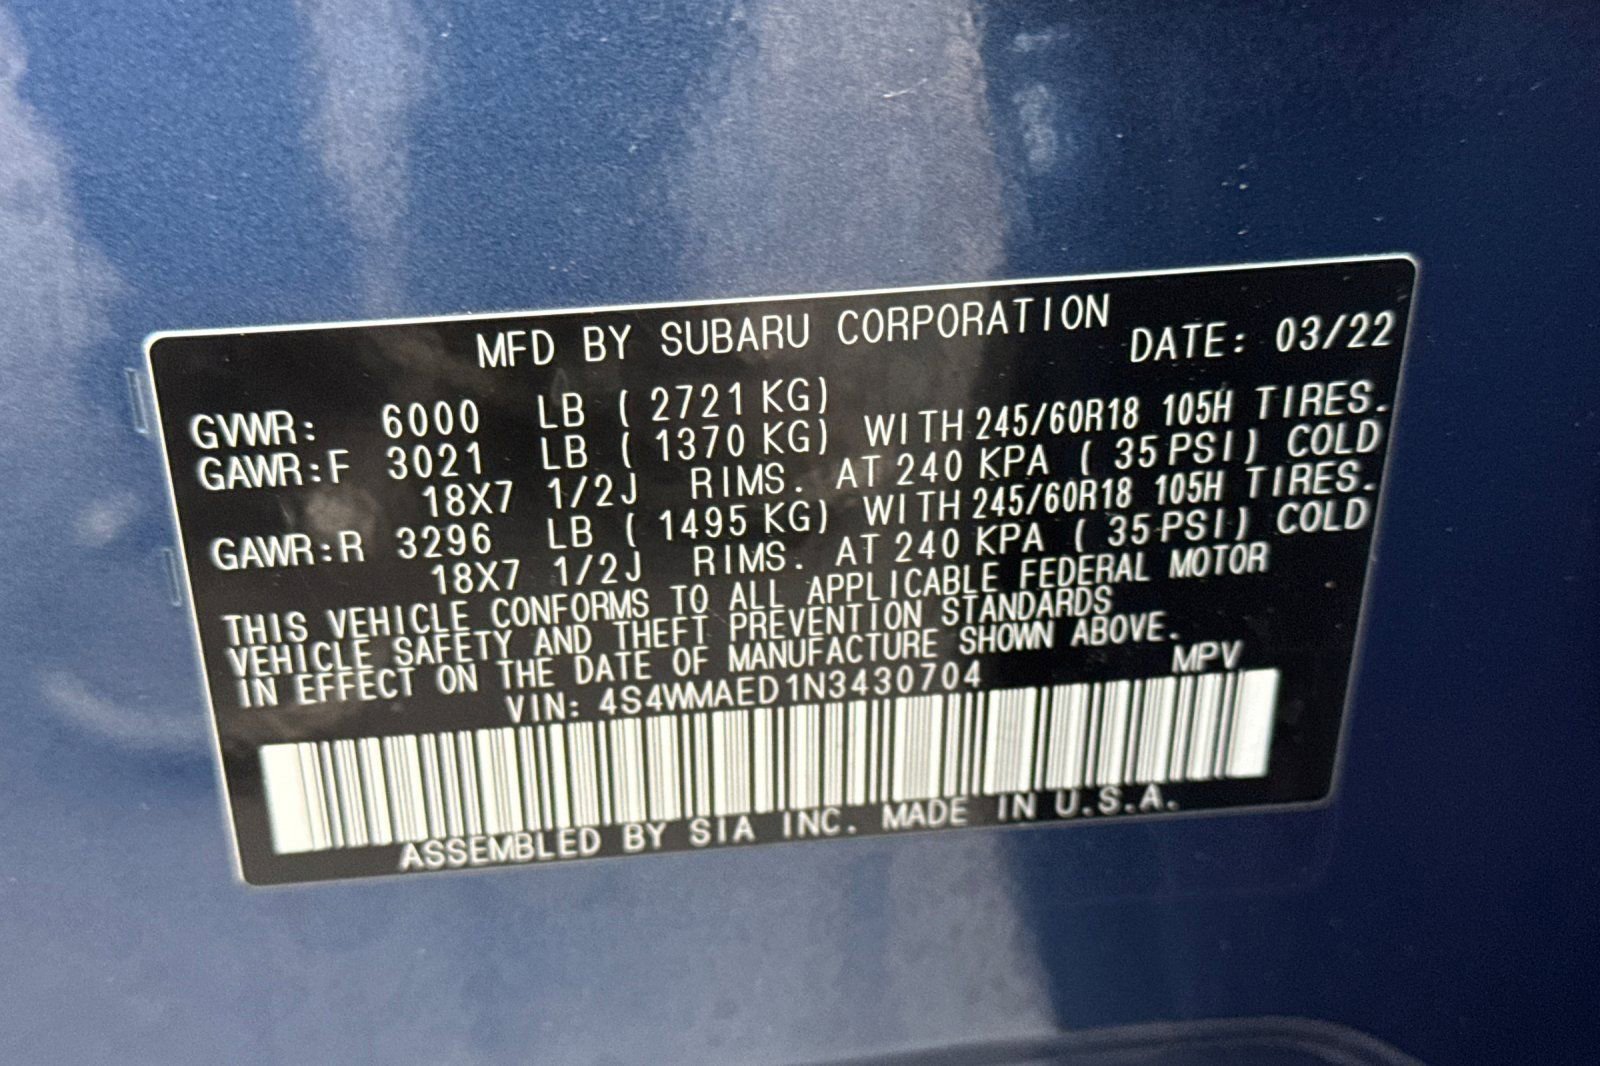 MFD BY SUBARU CORPORATION DATE: 03/22
GVWR: 6000 LB ( 2721 KG)
GAWR:F 3021 LB ( 1370 KG) WITH 245/60R18 105H TIRES.
18X7 1/2J RIMS. AT 240 KPA ( 35 PSI) COLD
GAWR:R 3296 LB ( 1495 KG) WITH 245/60R18 105H TIRES.
18X7 1/2J RIMS. AT 240 KPA ( 35 PSI) COLD
THIS VEHICLE CONFORMS TO ALL APPLICABLE FEDERAL MOTOR
VEHICLE SAFETY AND THEFT PREVENTION STANDARDS
IN EFFECT ON THE DATE OF MANUFACTURE SHOWN ABOVE.
VIN: 4S4WMAED1N3430704 MPV
ASSEMBLED BY SIA INC. MADE IN U.S.A.